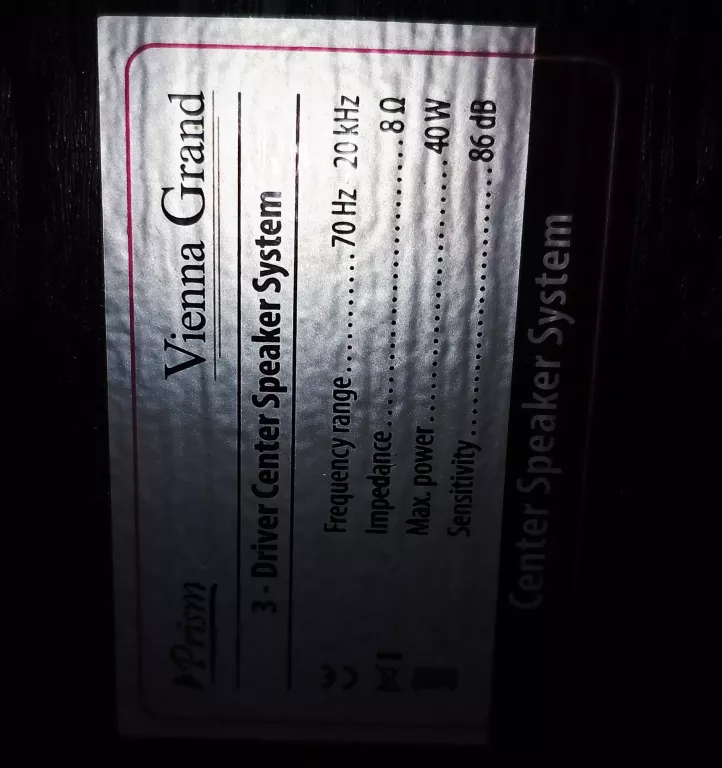 Prism
Vienna Grand
3 - Driver Center Speaker System
Frequency range...........70 Hz - 20 kHz
Impedance..............................8 Ω
Max. power...........................40 W
Sensitivity..............................86 dB
CE
Center Speaker System